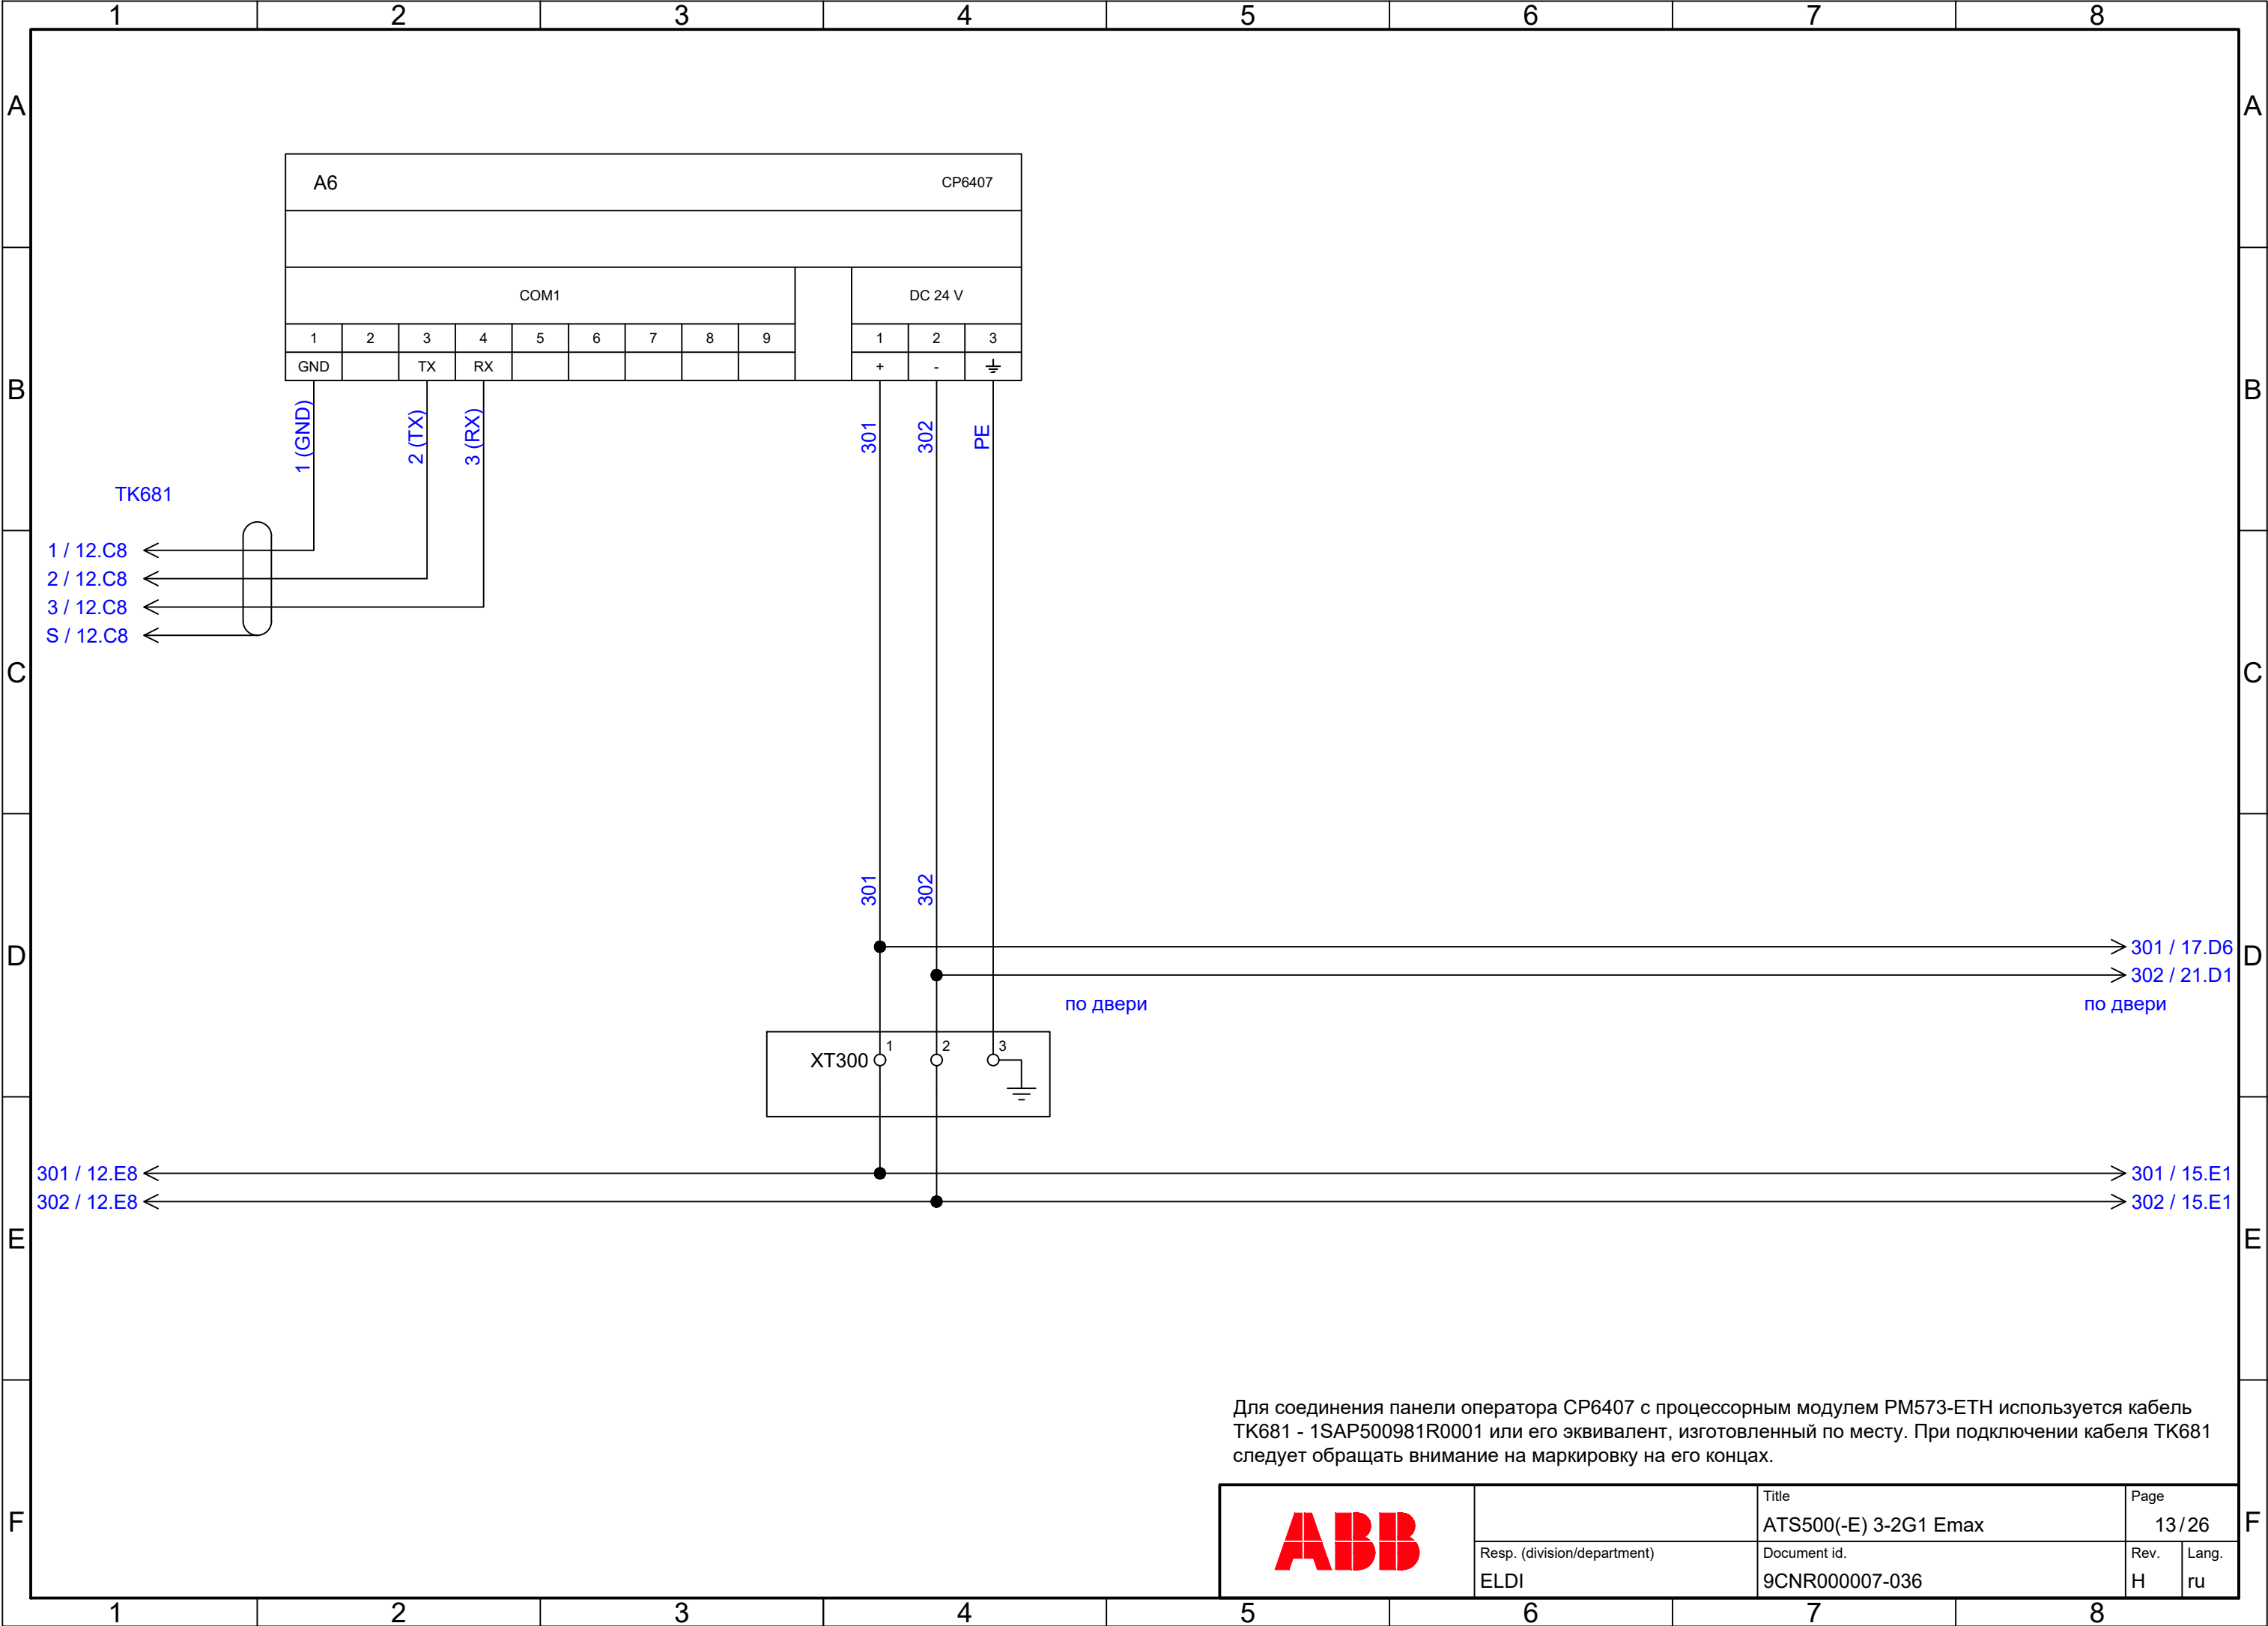 1 2 3 4 5 6 7 8
A A
A6 CP6407
COM1 DC 24 V
1 2 3 4 5 6 7 8 9 1 2 3
GND TX RX + -
B B
1 (GND)
2 (TX)
3 (RX)
301
302
PE
TK681
1 / 12.C8
2 / 12.C8
3 / 12.C8
S / 12.C8
C C
301
302
D D
301 / 17.D6
302 / 21.D1
по двери по двери
XT300 1 2 3
301 / 12.E8 301 / 15.E1
302 / 12.E8 302 / 15.E1
E E
Для соединения панели оператора CP6407 с процессорным модулем PM573-ETH используется кабель
TK681 - 1SAP500981R0001 или его эквивалент, изготовленный по месту. При подключении кабеля TK681
следует обращать внимание на маркировку на его концах.
F F
ABB
Title
ATS500(-E) 3-2G1 Emax
Page
13/26
Resp. (division/department)
ELDI
Document id.
9CNR000007-036
Rev.
H
Lang.
ru
1 2 3 4 5 6 7 8